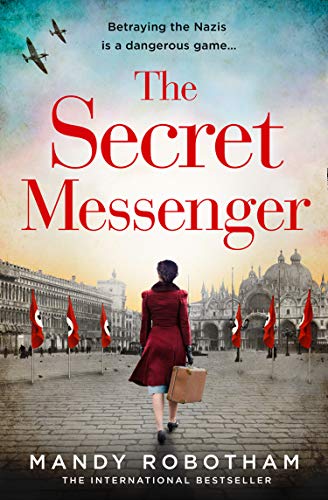 Betraying the Nazis
is a dangerous game...
The
Secret
Messenger
MANDY ROBOTHAM
THE INTERNATIONAL BESTSELLER